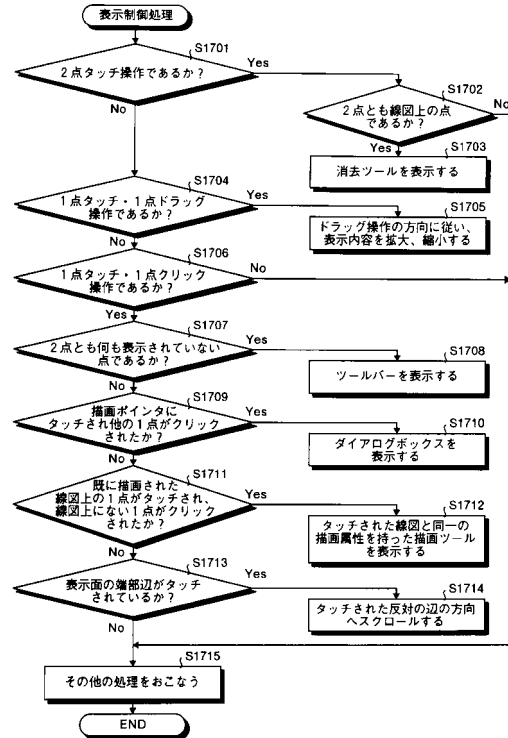 表示制御処理
S1701
2点タッチ操作であるか?
Yes
No
S1702
2点とも線図上の点
であるか?
No
Yes
S1703
消去ツールを表示する
S1704
1点タッチ・1点ドラッグ
操作であるか?
Yes
No
S1705
ドラッグ操作の方向に従い、
表示内容を拡大、縮小する
S1706
1点タッチ・1点クリック
操作であるか?
No
Yes
S1707
2点とも何も表示されていない
点であるか?
Yes
No
S1708
ツールバーを表示する
S1709
描画ポインタに
タッチされ他の1点がクリック
されたか?
Yes
No
S1710
ダイアログボックスを
表示する
S1711
既に描画された
線図上の1点がタッチされ、
線図上にない1点がクリック
されたか?
Yes
No
S1712
タッチされた線図と同一の
描画属性を持った描画ツール
を表示する
S1713
表示面の端部辺がタッチ
されているか?
Yes
No
S1714
タッチされた反対の辺の方向
へスクロールする
S1715
その他の処理をおこなう
END